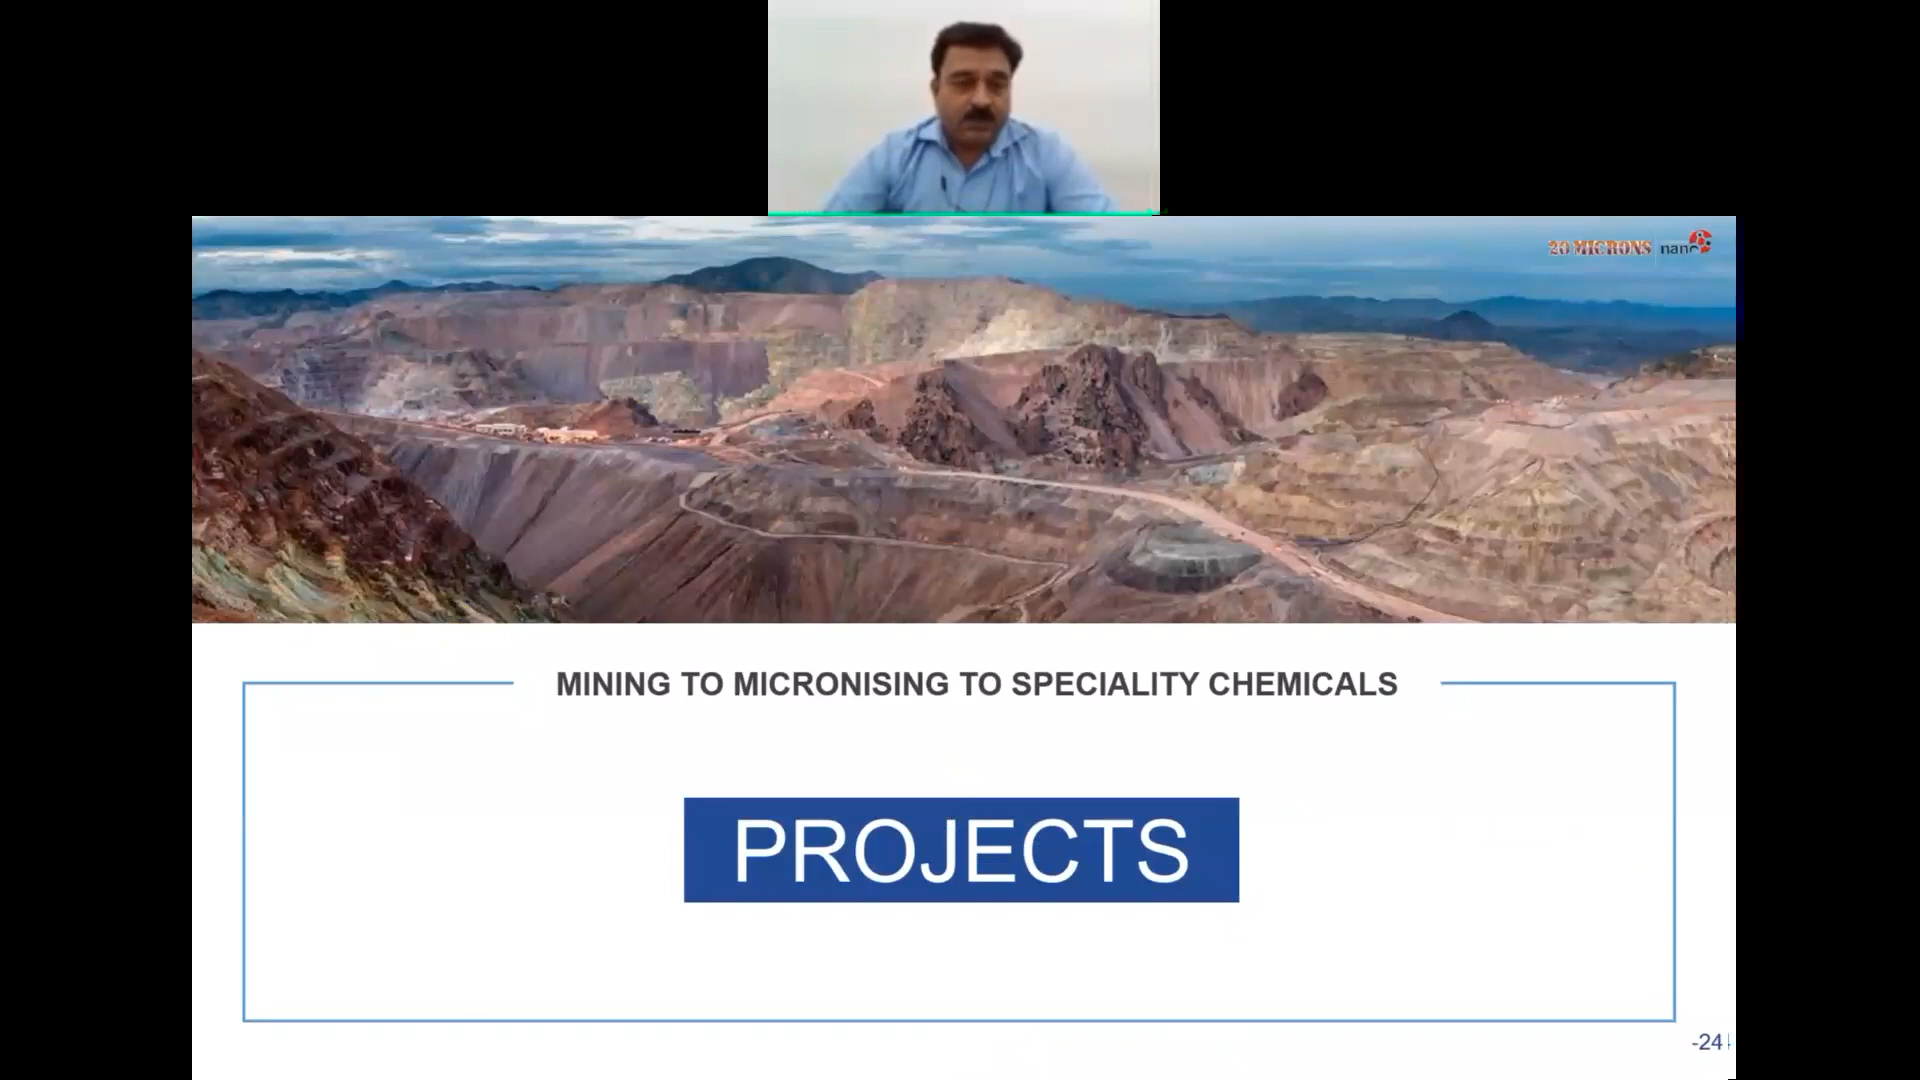 20 MICRONS nano
MINING TO MICRONISING TO SPECIALITY CHEMICALS
PROJECTS
-24